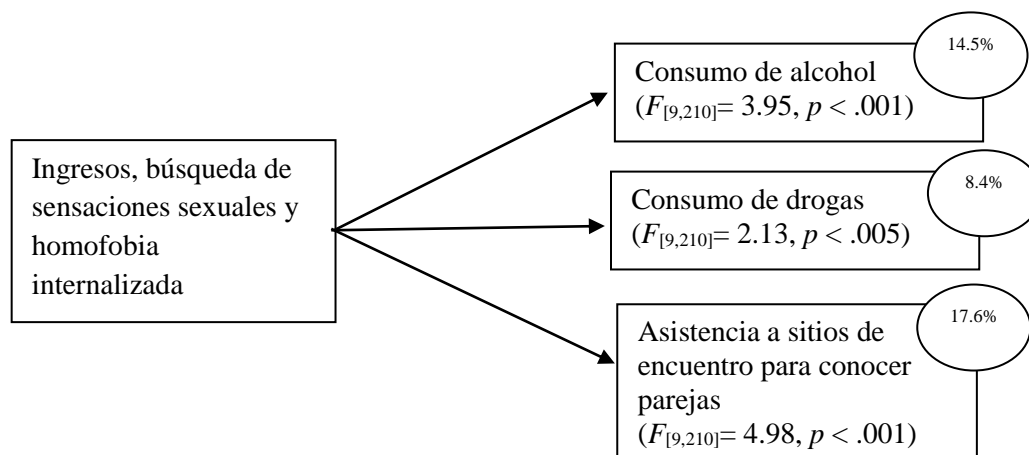 Ingresos, búsqueda de
sensaciones sexuales y
homofobia
internalizada
14.5%
Consumo de alcohol
(F[9,210]= 3.95, p < .001)
8.4%
Consumo de drogas
(F[9,210]= 2.13, p < .005)
17.6%
Asistencia a sitios de
encuentro para conocer
parejas
(F[9,210]= 4.98, p < .001)